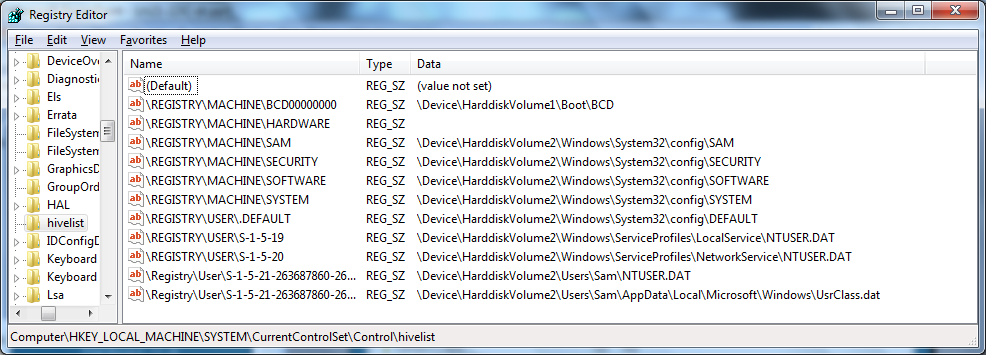 Registry Editor
File Edit View Favorites Help
DeviceOve
Diagnostic
Els
Errata
FileSystem
FileSystem
GraphicsD
GroupOrd
HAL
hivelist
IDConfigD
Keyboard
Keyboard
Lsa
Name Type Data
(Default) REG_SZ (value not set)
\REGISTRY\MACHINE\BCD00000000 REG_SZ \Device\HarddiskVolume1\Boot\BCD
\REGISTRY\MACHINE\HARDWARE REG_SZ
\REGISTRY\MACHINE\SAM REG_SZ \Device\HarddiskVolume2\Windows\System32\config\SAM
\REGISTRY\MACHINE\SECURITY REG_SZ \Device\HarddiskVolume2\Windows\System32\config\SECURITY
\REGISTRY\MACHINE\SOFTWARE REG_SZ \Device\HarddiskVolume2\Windows\System32\config\SOFTWARE
\REGISTRY\MACHINE\SYSTEM REG_SZ \Device\HarddiskVolume2\Windows\System32\config\SYSTEM
\REGISTRY\USER\.DEFAULT REG_SZ \Device\HarddiskVolume2\Windows\System32\config\DEFAULT
\REGISTRY\USER\S-1-5-19 REG_SZ \Device\HarddiskVolume2\Windows\ServiceProfiles\LocalService\NTUSER.DAT
\REGISTRY\USER\S-1-5-20 REG_SZ \Device\HarddiskVolume2\Windows\ServiceProfiles\NetworkService\NTUSER.DAT
\Registry\User\S-1-5-21-263687860-26... REG_SZ \Device\HarddiskVolume2\Users\Sam\NTUSER.DAT
\Registry\User\S-1-5-21-263687860-26... REG_SZ \Device\HarddiskVolume2\Users\Sam\AppData\Local\Microsoft\Windows\UsrClass.dat
Computer\HKEY_LOCAL_MACHINE\SYSTEM\CurrentControlSet\Control\hivelist